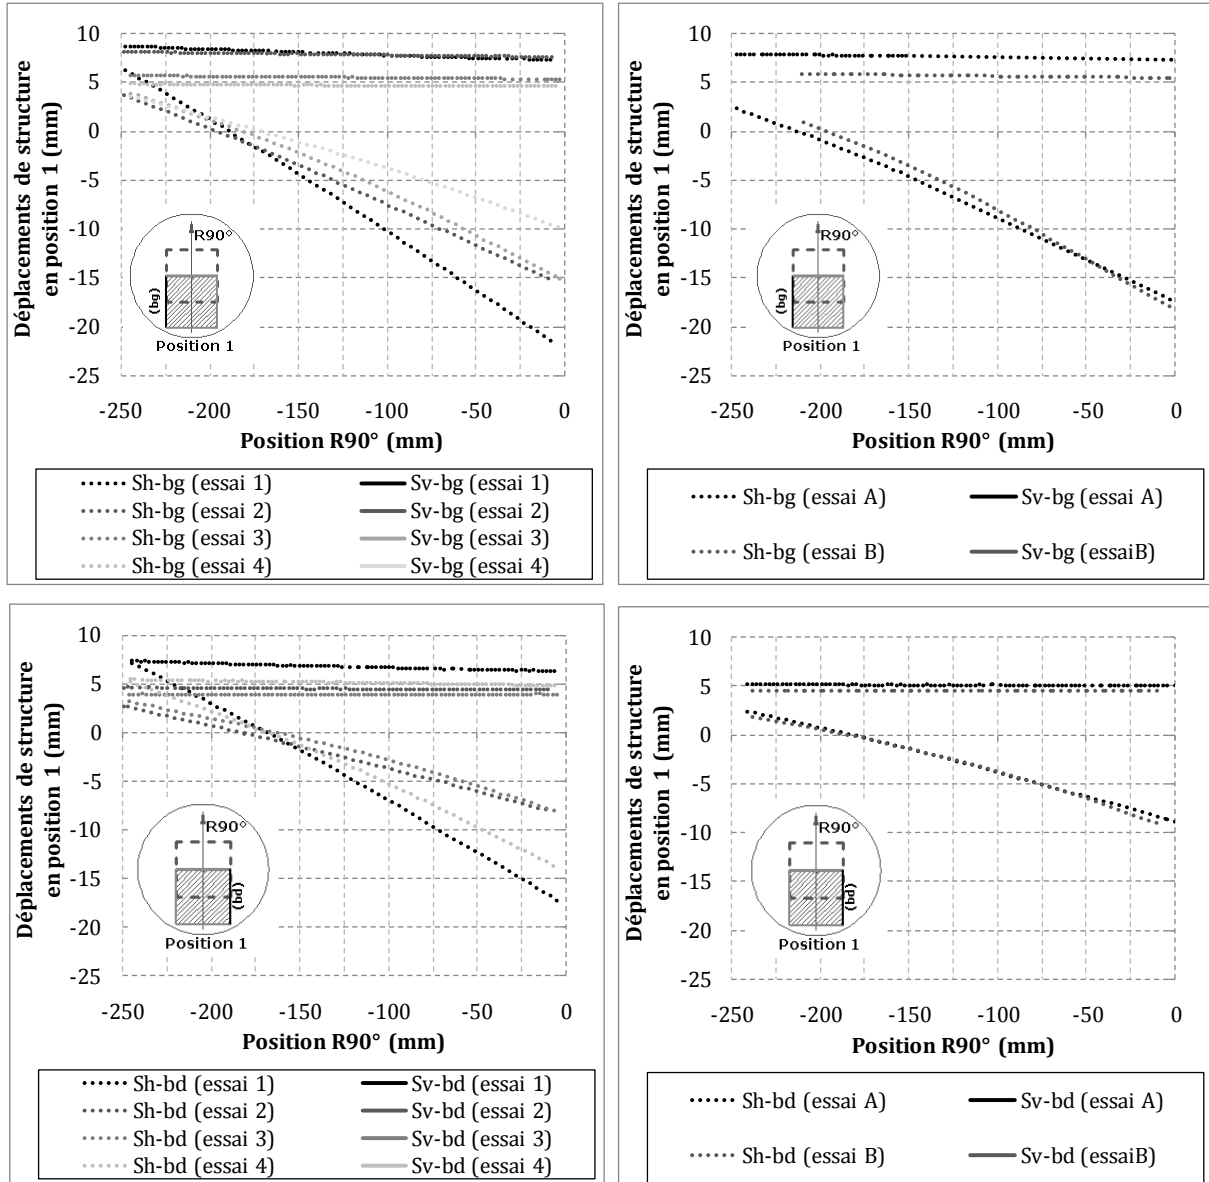 Déplacements de structure
en position 1 (mm)
10
5
0
-5
-10
-15
-20
-25
R90°
(bg)
Position 1
-250 -200 -150 -100 -50 0
Position R90° (mm)
Sh-bg (essai 1) Sv-bg (essai 1)
Sh-bg (essai 2) Sv-bg (essai 2)
Sh-bg (essai 3) Sv-bg (essai 3)
Sh-bg (essai 4) Sv-bg (essai 4)
Déplacements de structure
en position 1 (mm)
10
5
0
-5
-10
-15
-20
-25
R90°
(bg)
Position 1
-250 -200 -150 -100 -50 0
Position R90° (mm)
Sh-bg (essai A) Sv-bg (essai A)
Sh-bg (essai B) Sv-bg (essaiB)
Déplacements de structure
en position 1 (mm)
10
5
0
-5
-10
-15
-20
-25
R90°
(bd)
Position 1
-250 -200 -150 -100 -50 0
Position R90° (mm)
Sh-bd (essai 1) Sv-bd (essai 1)
Sh-bd (essai 2) Sv-bd (essai 2)
Sh-bd (essai 3) Sv-bd (essai 3)
Sh-bd (essai 4) Sv-bd (essai 4)
Déplacements de structure
en position 1 (mm)
10
5
0
-5
-10
-15
-20
-25
R90°
(bd)
Position 1
-250 -200 -150 -100 -50 0
Position R90° (mm)
Sh-bd (essai A) Sv-bd (essai A)
Sh-bd (essai B) Sv-bd (essaiB)